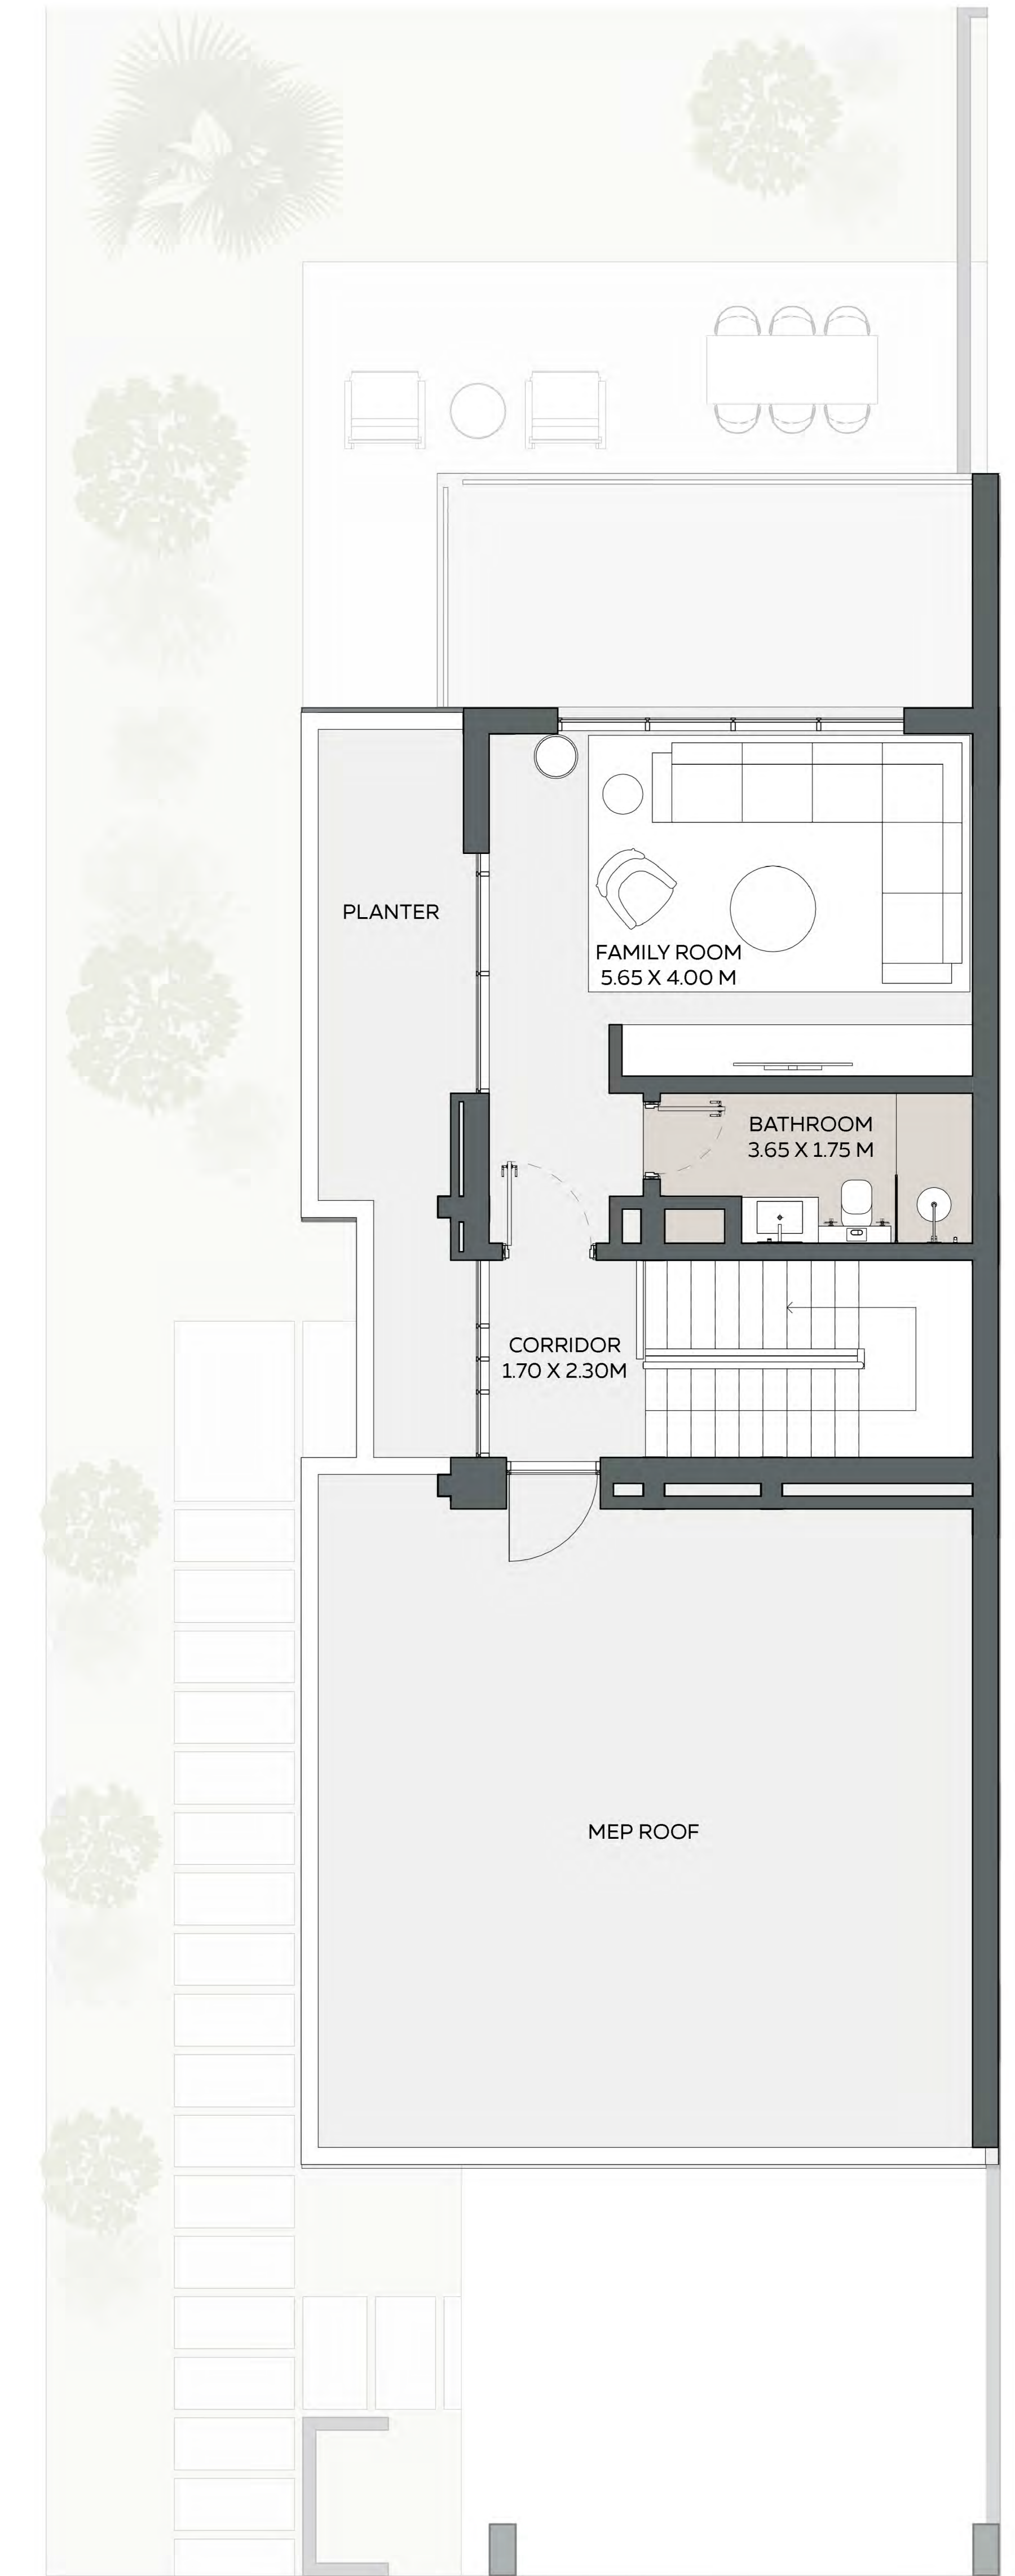 PLANTER
FAMILY ROOM
5.65 X 4.00 M
BATHROOM
3.65 X 1.75 M
CORRIDOR
1.70 X 2.30M
MEP ROOF